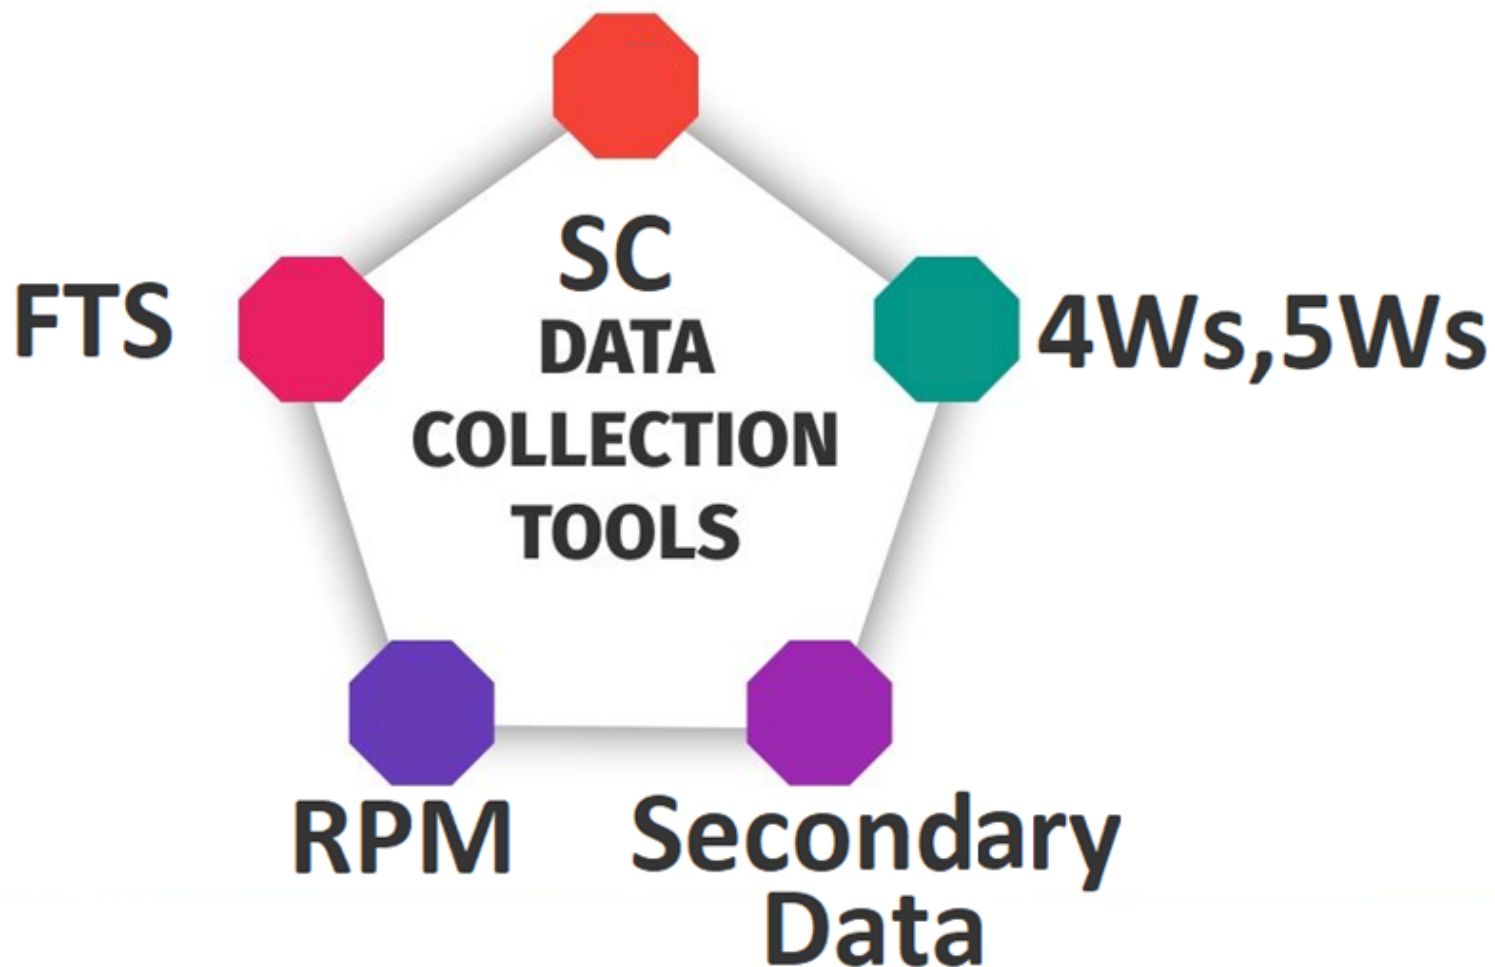 SC
DATA
COLLECTION
TOOLS
FTS
4Ws,5Ws
RPM
Secondary
Data